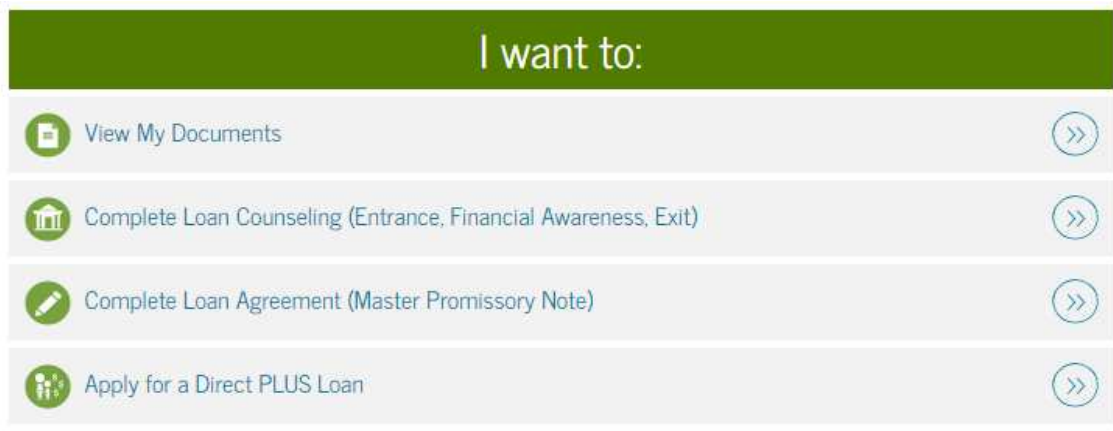 I want to:
View My Documents
Complete Loan Counseling (Entrance, Financial Awareness, Exit)
Complete Loan Agreement (Master Promissory Note)
Apply for a Direct PLUS Loan